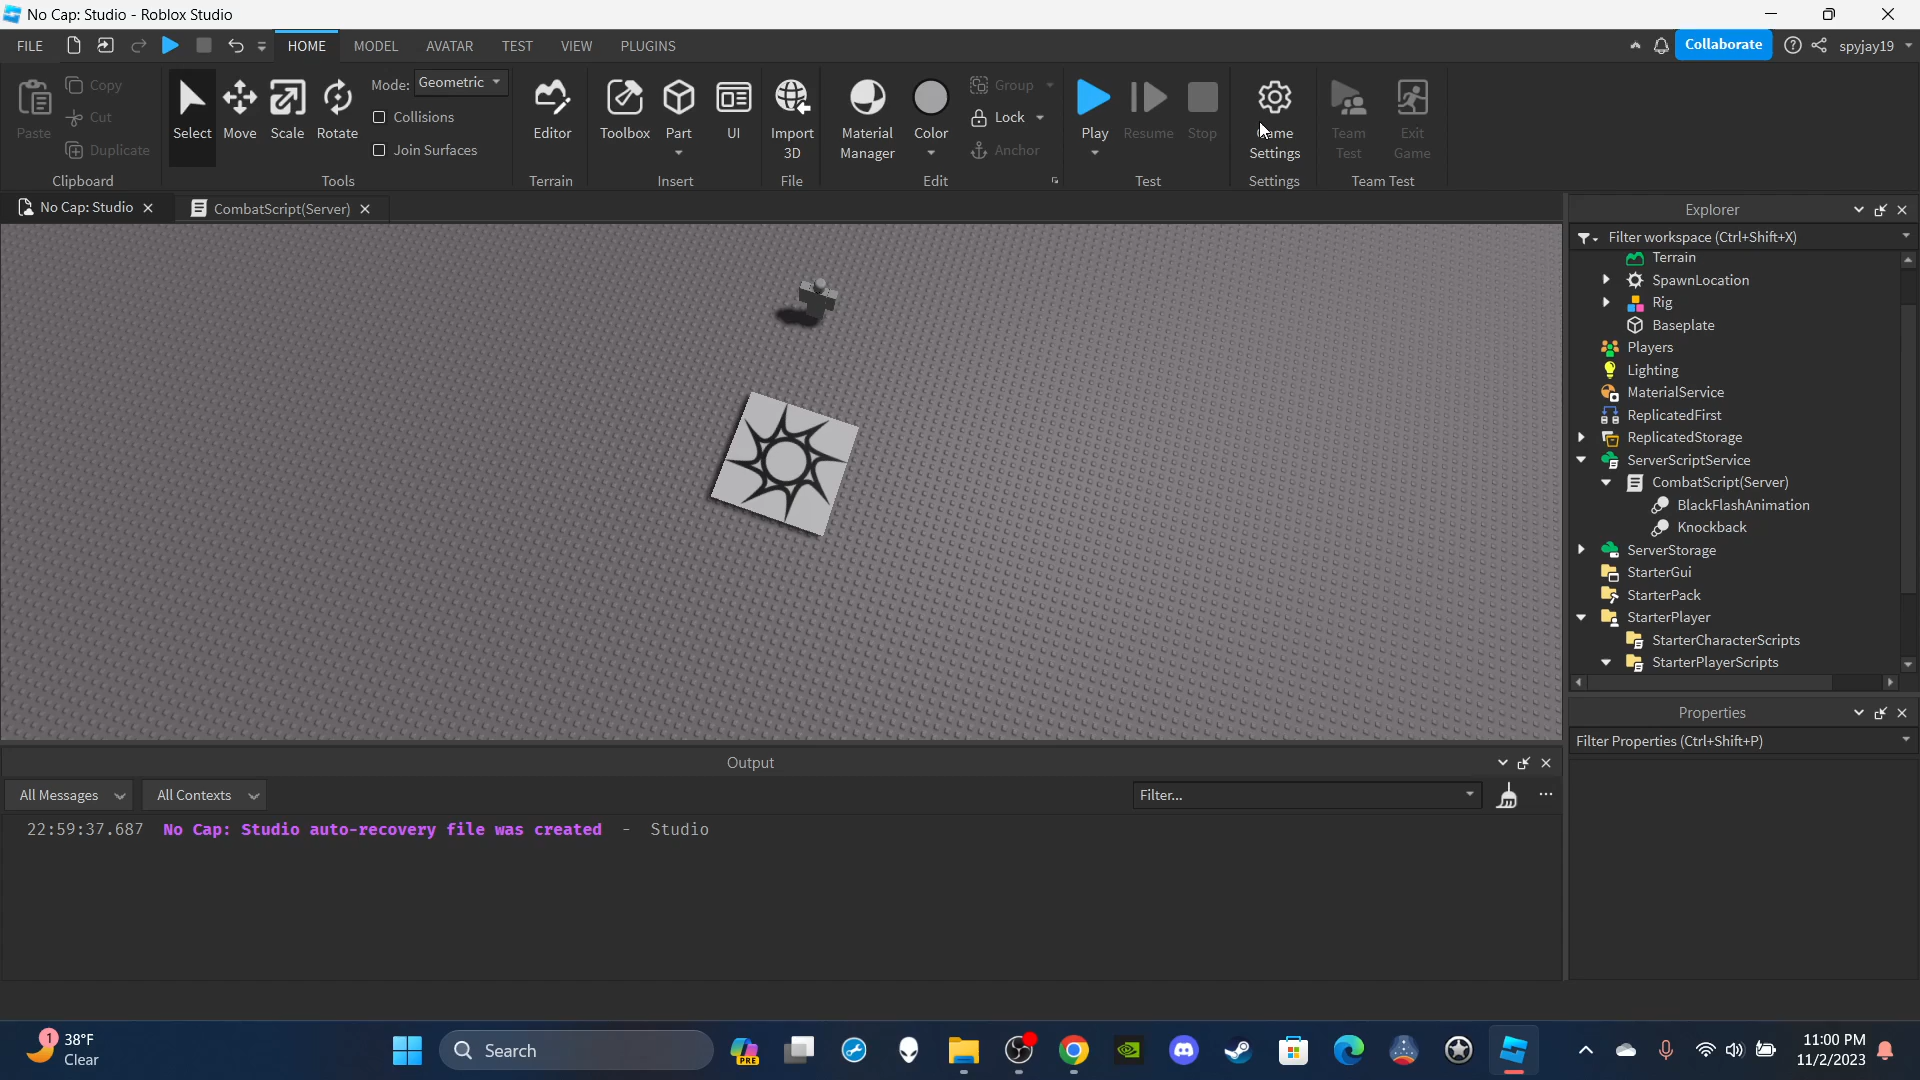 No Cap: Studio - Roblox Studio
FILE HOME MODEL AVATAR TEST VIEW PLUGINS Collaborate spyjay19
Paste
Copy
Cut
Duplicate
Clipboard
Select Move Scale Rotate
Mode: Geometric
Collisions
Join Surfaces
Tools
Editor
Terrain
Toolbox Part UI
Insert
Import
3D
File
Material
Manager
Color
Group
Lock
Anchor
Edit
Play Resume Stop
Test
Game
Settings
Settings
Team
Test
Exit
Game
Team Test
No Cap: Studio
CombatScript(Server)
Explorer
Filter workspace (Ctrl+Shift+X)
Terrain
SpawnLocation
Rig
Baseplate
Players
Lighting
MaterialService
ReplicatedFirst
ReplicatedStorage
ServerScriptService
CombatScript(Server)
BlackFlashAnimation
Knockback
ServerStorage
StarterGui
StarterPack
StarterPlayer
StarterCharacterScripts
StarterPlayerScripts
Properties
Filter Properties (Ctrl+Shift+P)
Output
All Messages All Contexts Filter...
22:59:37.687 No Cap: Studio auto-recovery file was created - Studio
1
38°F
Clear
Search
PRE
11:00 PM
11/2/2023